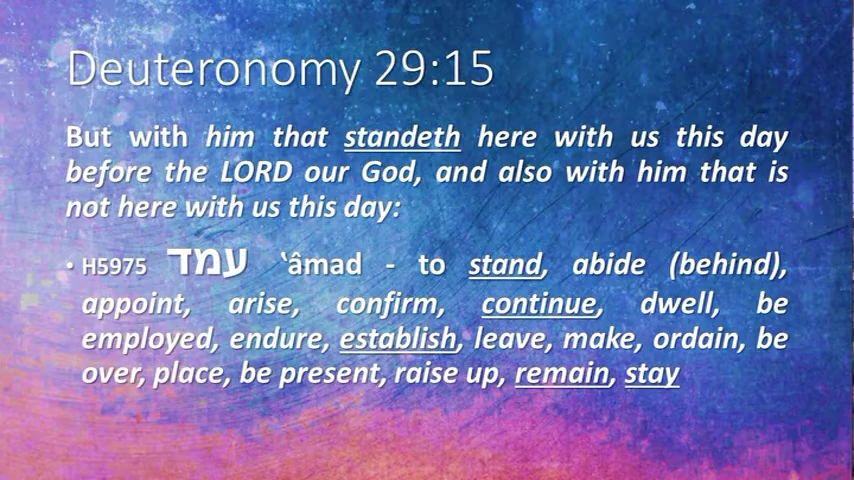 Deuteronomy 29:15
But with him that standeth here with us this day
before the LORD our God, and also with him that is
not here with us this day:
• H5975 עמד ‛âmad - to stand, abide (behind),
appoint, arise, confirm, continue, dwell, be
employed, endure, establish, leave, make, ordain, be
over, place, be present, raise up, remain, stay